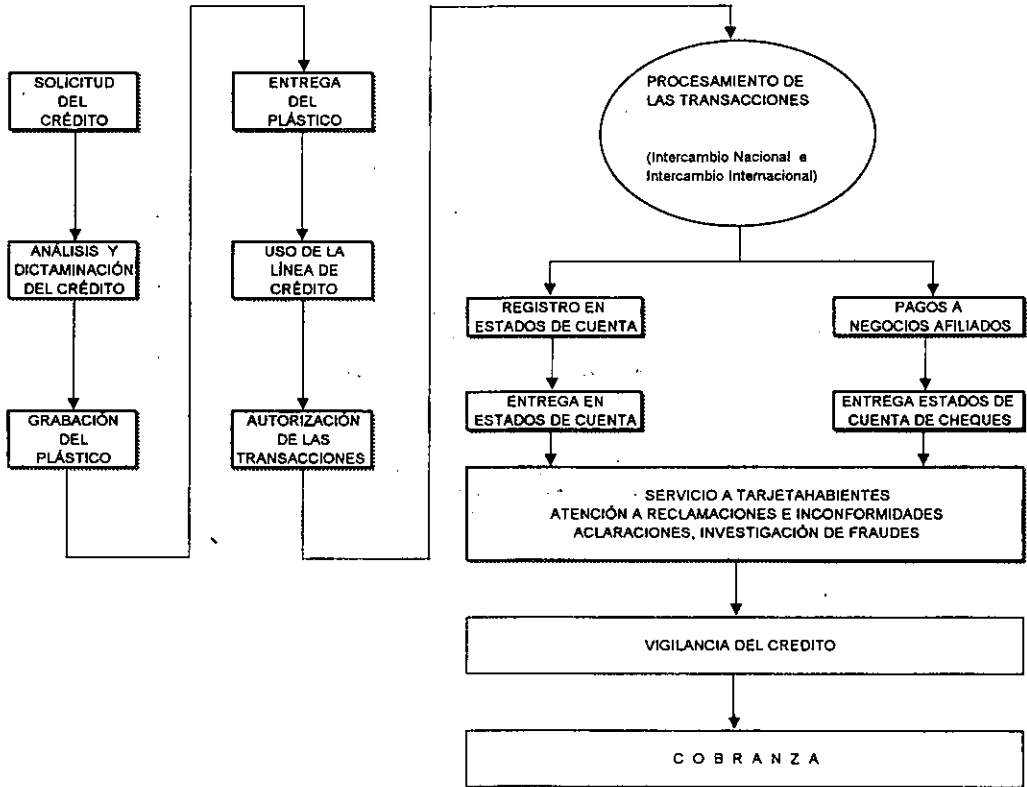 SOLICITUD
DEL
CRÉDITO
ANÁLISIS Y
DICTAMINACIÓN
DEL CRÉDITO
GRABACIÓN
DEL
PLÁSTICO
ENTREGA
DEL
PLÁSTICO
USO DE LA
LÍNEA DE
CRÉDITO
AUTORIZACIÓN
DE LAS
TRANSACCIONES
PROCESAMIENTO DE
LAS TRANSACCIONES
(Intercambio Nacional e
Intercambio Internacional)
REGISTRO EN
ESTADOS DE CUENTA
PAGOS A
NEGOCIOS AFILIADOS
ENTREGA EN
ESTADOS DE CUENTA
ENTREGA ESTADOS DE
CUENTA DE CHEQUES
SERVICIO A TARJETAHABIENTES
ATENCIÓN A RECLAMACIONES E INCONFORMIDADES
ACLARACIONES, INVESTIGACIÓN DE FRAUDES
VIGILANCIA DEL CREDITO
C O B R A N Z A